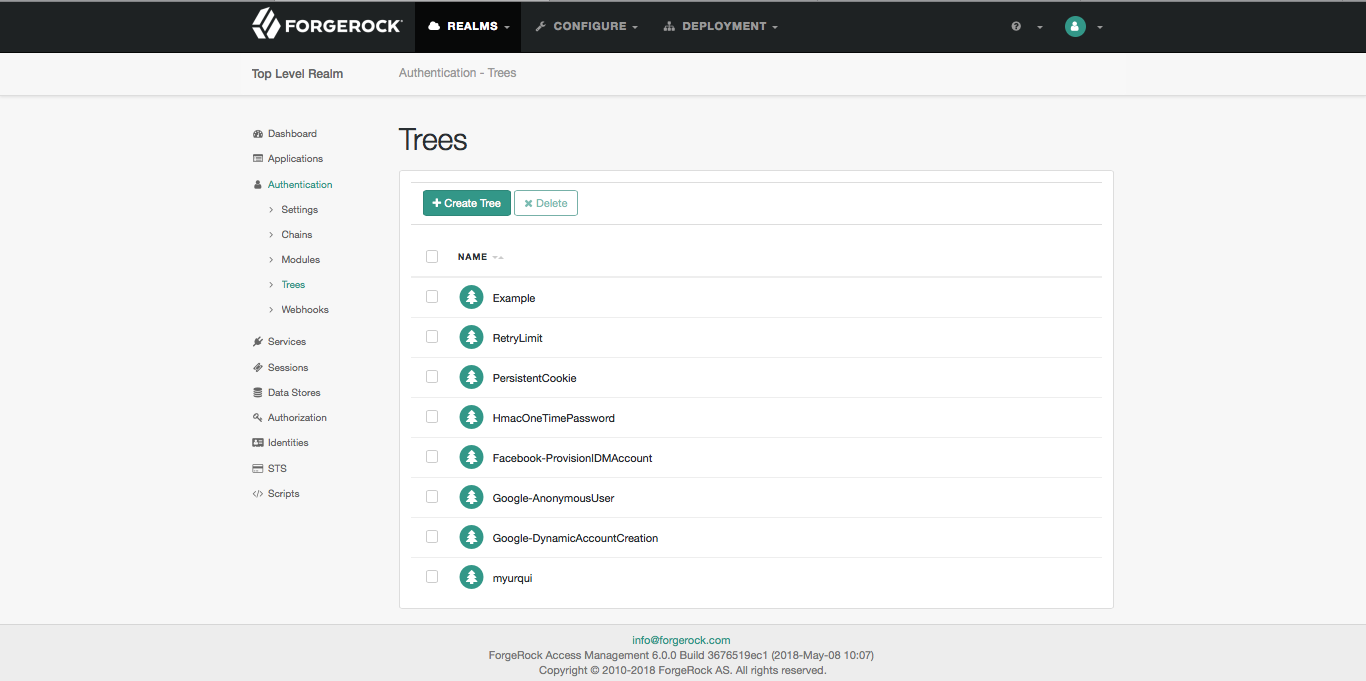 FORGEROCK REALMS CONFIGURE DEPLOYMENT
Top Level Realm Authentication - Trees
Dashboard
Applications
Authentication
Settings
Chains
Modules
Trees
Webhooks
Services
Sessions
Data Stores
Authorization
Identities
STS
Scripts
Trees
Create Tree Delete
NAME
Example
RetryLimit
PersistentCookie
HmacOneTimePassword
Facebook-ProvisionIDMAccount
Google-AnonymousUser
Google-DynamicAccountCreation
myurqui
info@forgerock.com
ForgeRock Access Management 6.0.0 Build 3676519ec1 (2018-May-08 10:07)
Copyright © 2010-2018 ForgeRock AS. All rights reserved.